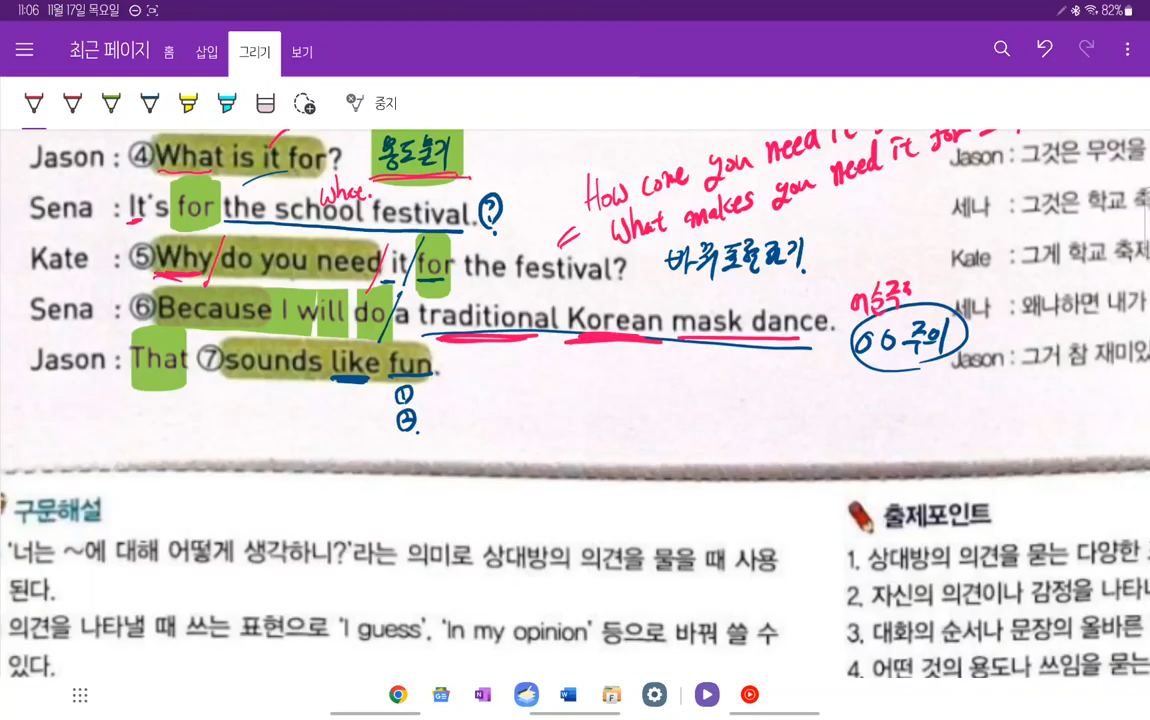 11:06 11월 17일 목요일
82%
최근 페이지 홈 삽입 그리기 보기
중지
How come you need it
What makes you need it for
Jason : ④What is it for? 용도묻기
Jason : 그것은 무엇을
what.
Sena : It's for the school festival. ?
세나 : 그것은 학교 축
Kate : ⑤Why do you need it for the festival?
바꿔 표현하기.
Kate : 그게 학교 축제
Sena : ⑥Because I will do a traditional Korean mask dance.
어순주의
세나 : 왜냐하면 내가
Jason : That ⑦sounds like fun.
Jason : 그거 참 재미있
①
②.
구문해설
'너는 ~에 대해 어떻게 생각하니?'라는 의미로 상대방의 의견을 물을 때 사용
된다.
의견을 나타낼 때 쓰는 표현으로 'I guess', 'In my opinion' 등으로 바꿔 쓸 수
있다.
출제포인트
1. 상대방의 의견을 묻는 다양한
2. 자신의 의견이나 감정을 나타내
3. 대화의 순서나 문장의 올바른
4. 어떤 것의 용도나 쓰임을 묻는